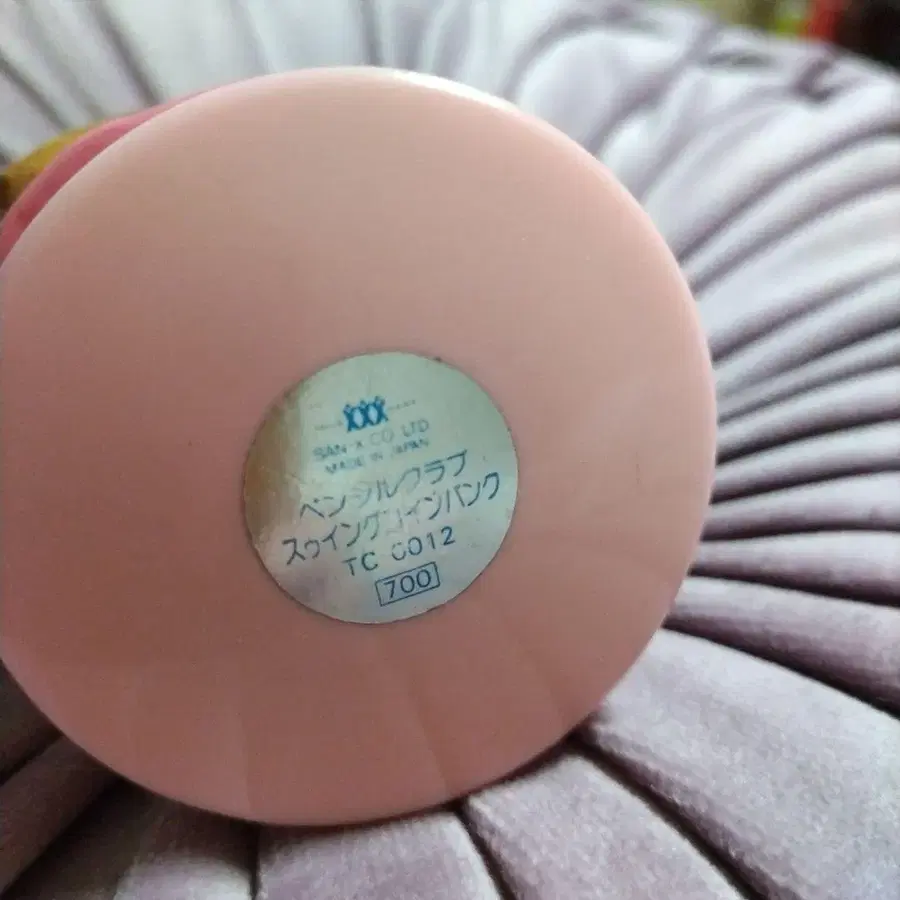 SAN-X CO LTD
MADE IN JAPAN
ペンシルクラブ
スウイングコインバンク
TC 0012
700